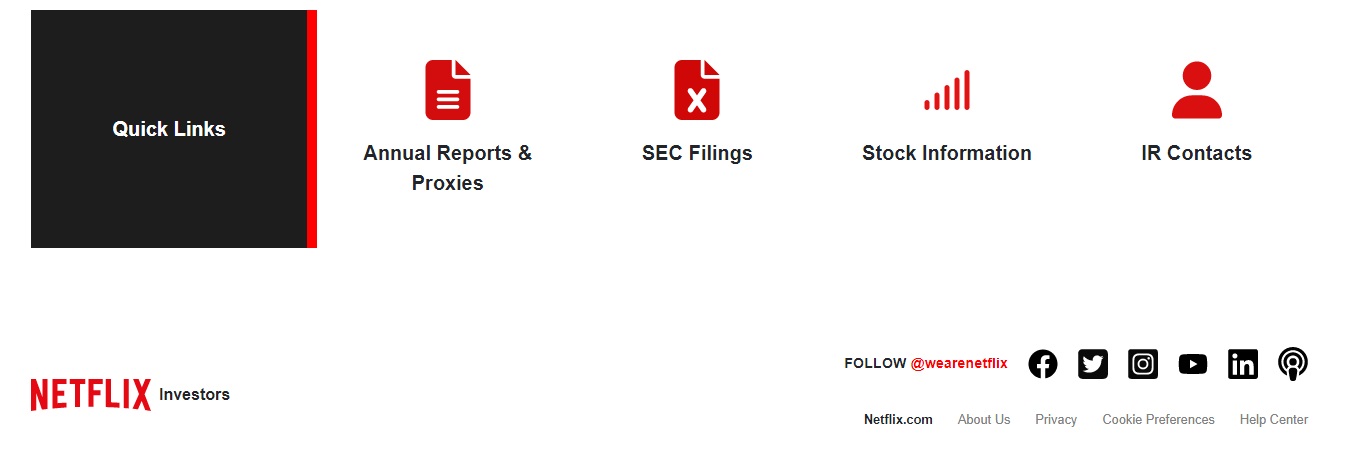 Quick Links
Annual Reports &
Proxies
SEC Filings
Stock Information
IR Contacts
FOLLOW @wearenetflix
NETFLIX Investors
Netflix.com About Us Privacy Cookie Preferences Help Center